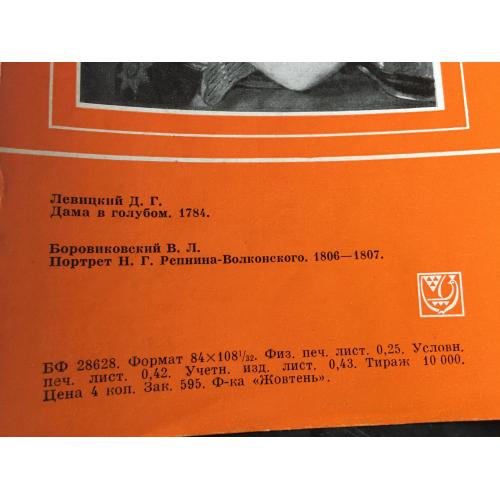 Левицкий Д. Г.
Дама в голубом. 1784.
Боровиковский В. Л.
Портрет Н. Г. Репнина-Волконского. 1806—1807.
БФ 28628. Формат 84×108¹/₃₂. Физ. печ. лист. 0,25. Условн.
печ. лист. 0,42. Учетн. изд. лист. 0,43. Тираж 10 000.
Цена 4 коп. Зак. 595. Ф-ка «Жовтень».